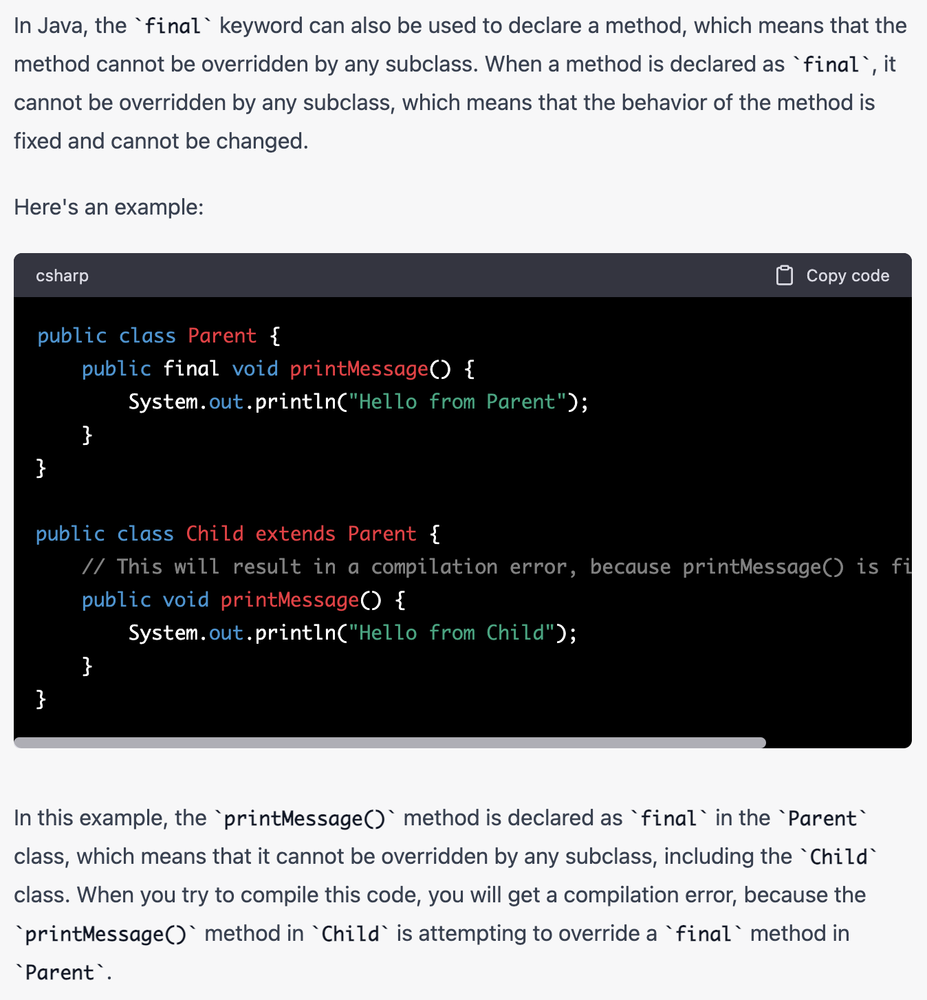 In Java, the `final` keyword can also be used to declare a method, which means that the
method cannot be overridden by any subclass. When a method is declared as `final`, it
cannot be overridden by any subclass, which means that the behavior of the method is
fixed and cannot be changed.
Here's an example:
csharp Copy code
public class Parent {
    public final void printMessage() {
        System.out.println("Hello from Parent");
    }
}
public class Child extends Parent {
    // This will result in a compilation error, because printMessage() is fi
    public void printMessage() {
        System.out.println("Hello from Child");
    }
}
In this example, the `printMessage()` method is declared as `final` in the `Parent`
class, which means that it cannot be overridden by any subclass, including the `Child`
class. When you try to compile this code, you will get a compilation error, because the
`printMessage()` method in `Child` is attempting to override a `final` method in
`Parent`.